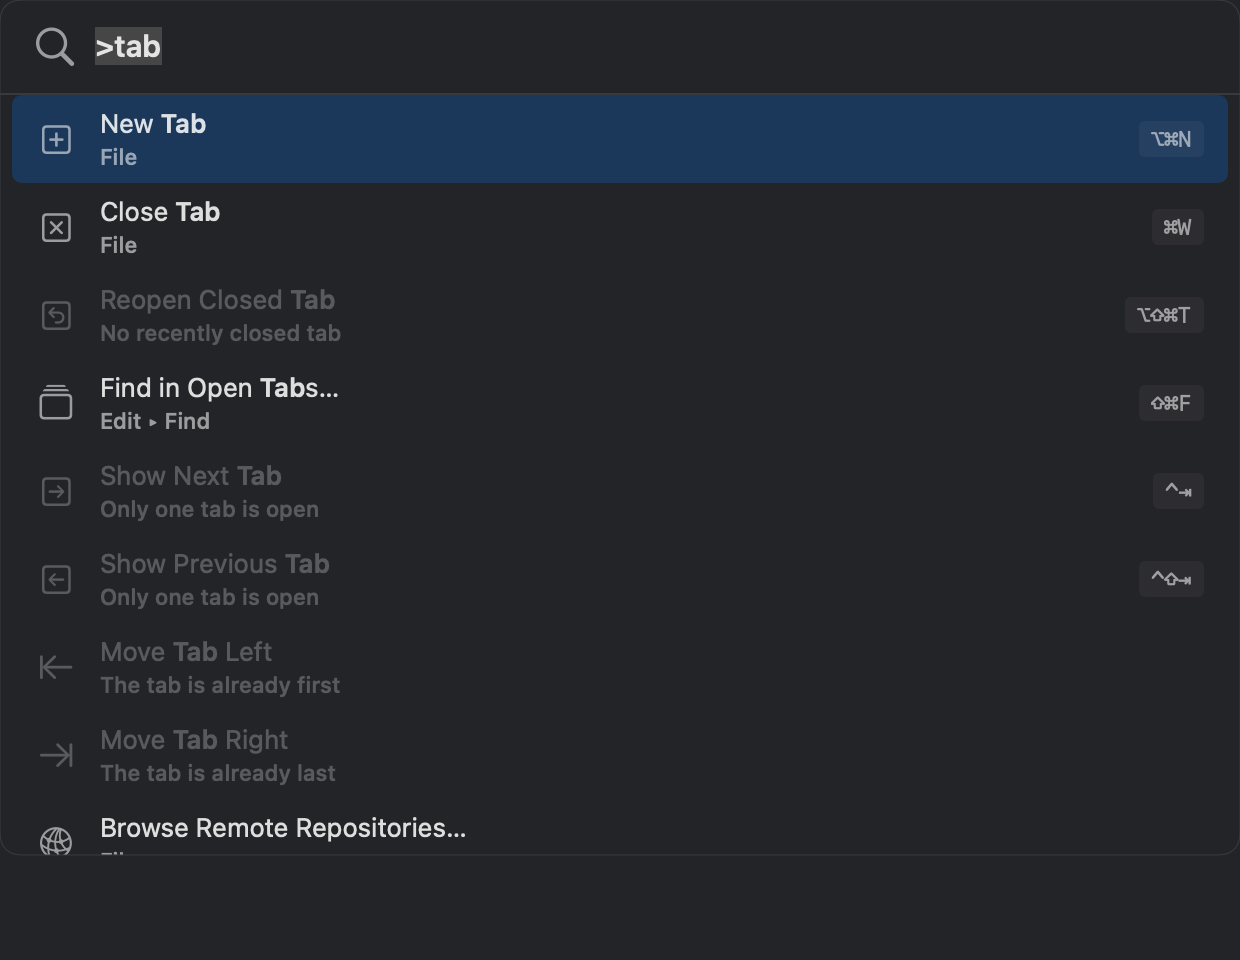 >tab
New Tab
File
⌥⌘N
Close Tab
File
⌘W
Reopen Closed Tab
No recently closed tab
⌥⇧⌘T
Find in Open Tabs...
Edit ▸ Find
⇧⌘F
Show Next Tab
Only one tab is open
^⇥
Show Previous Tab
Only one tab is open
^⇧⇥
Move Tab Left
The tab is already first
Move Tab Right
The tab is already last
Browse Remote Repositories...